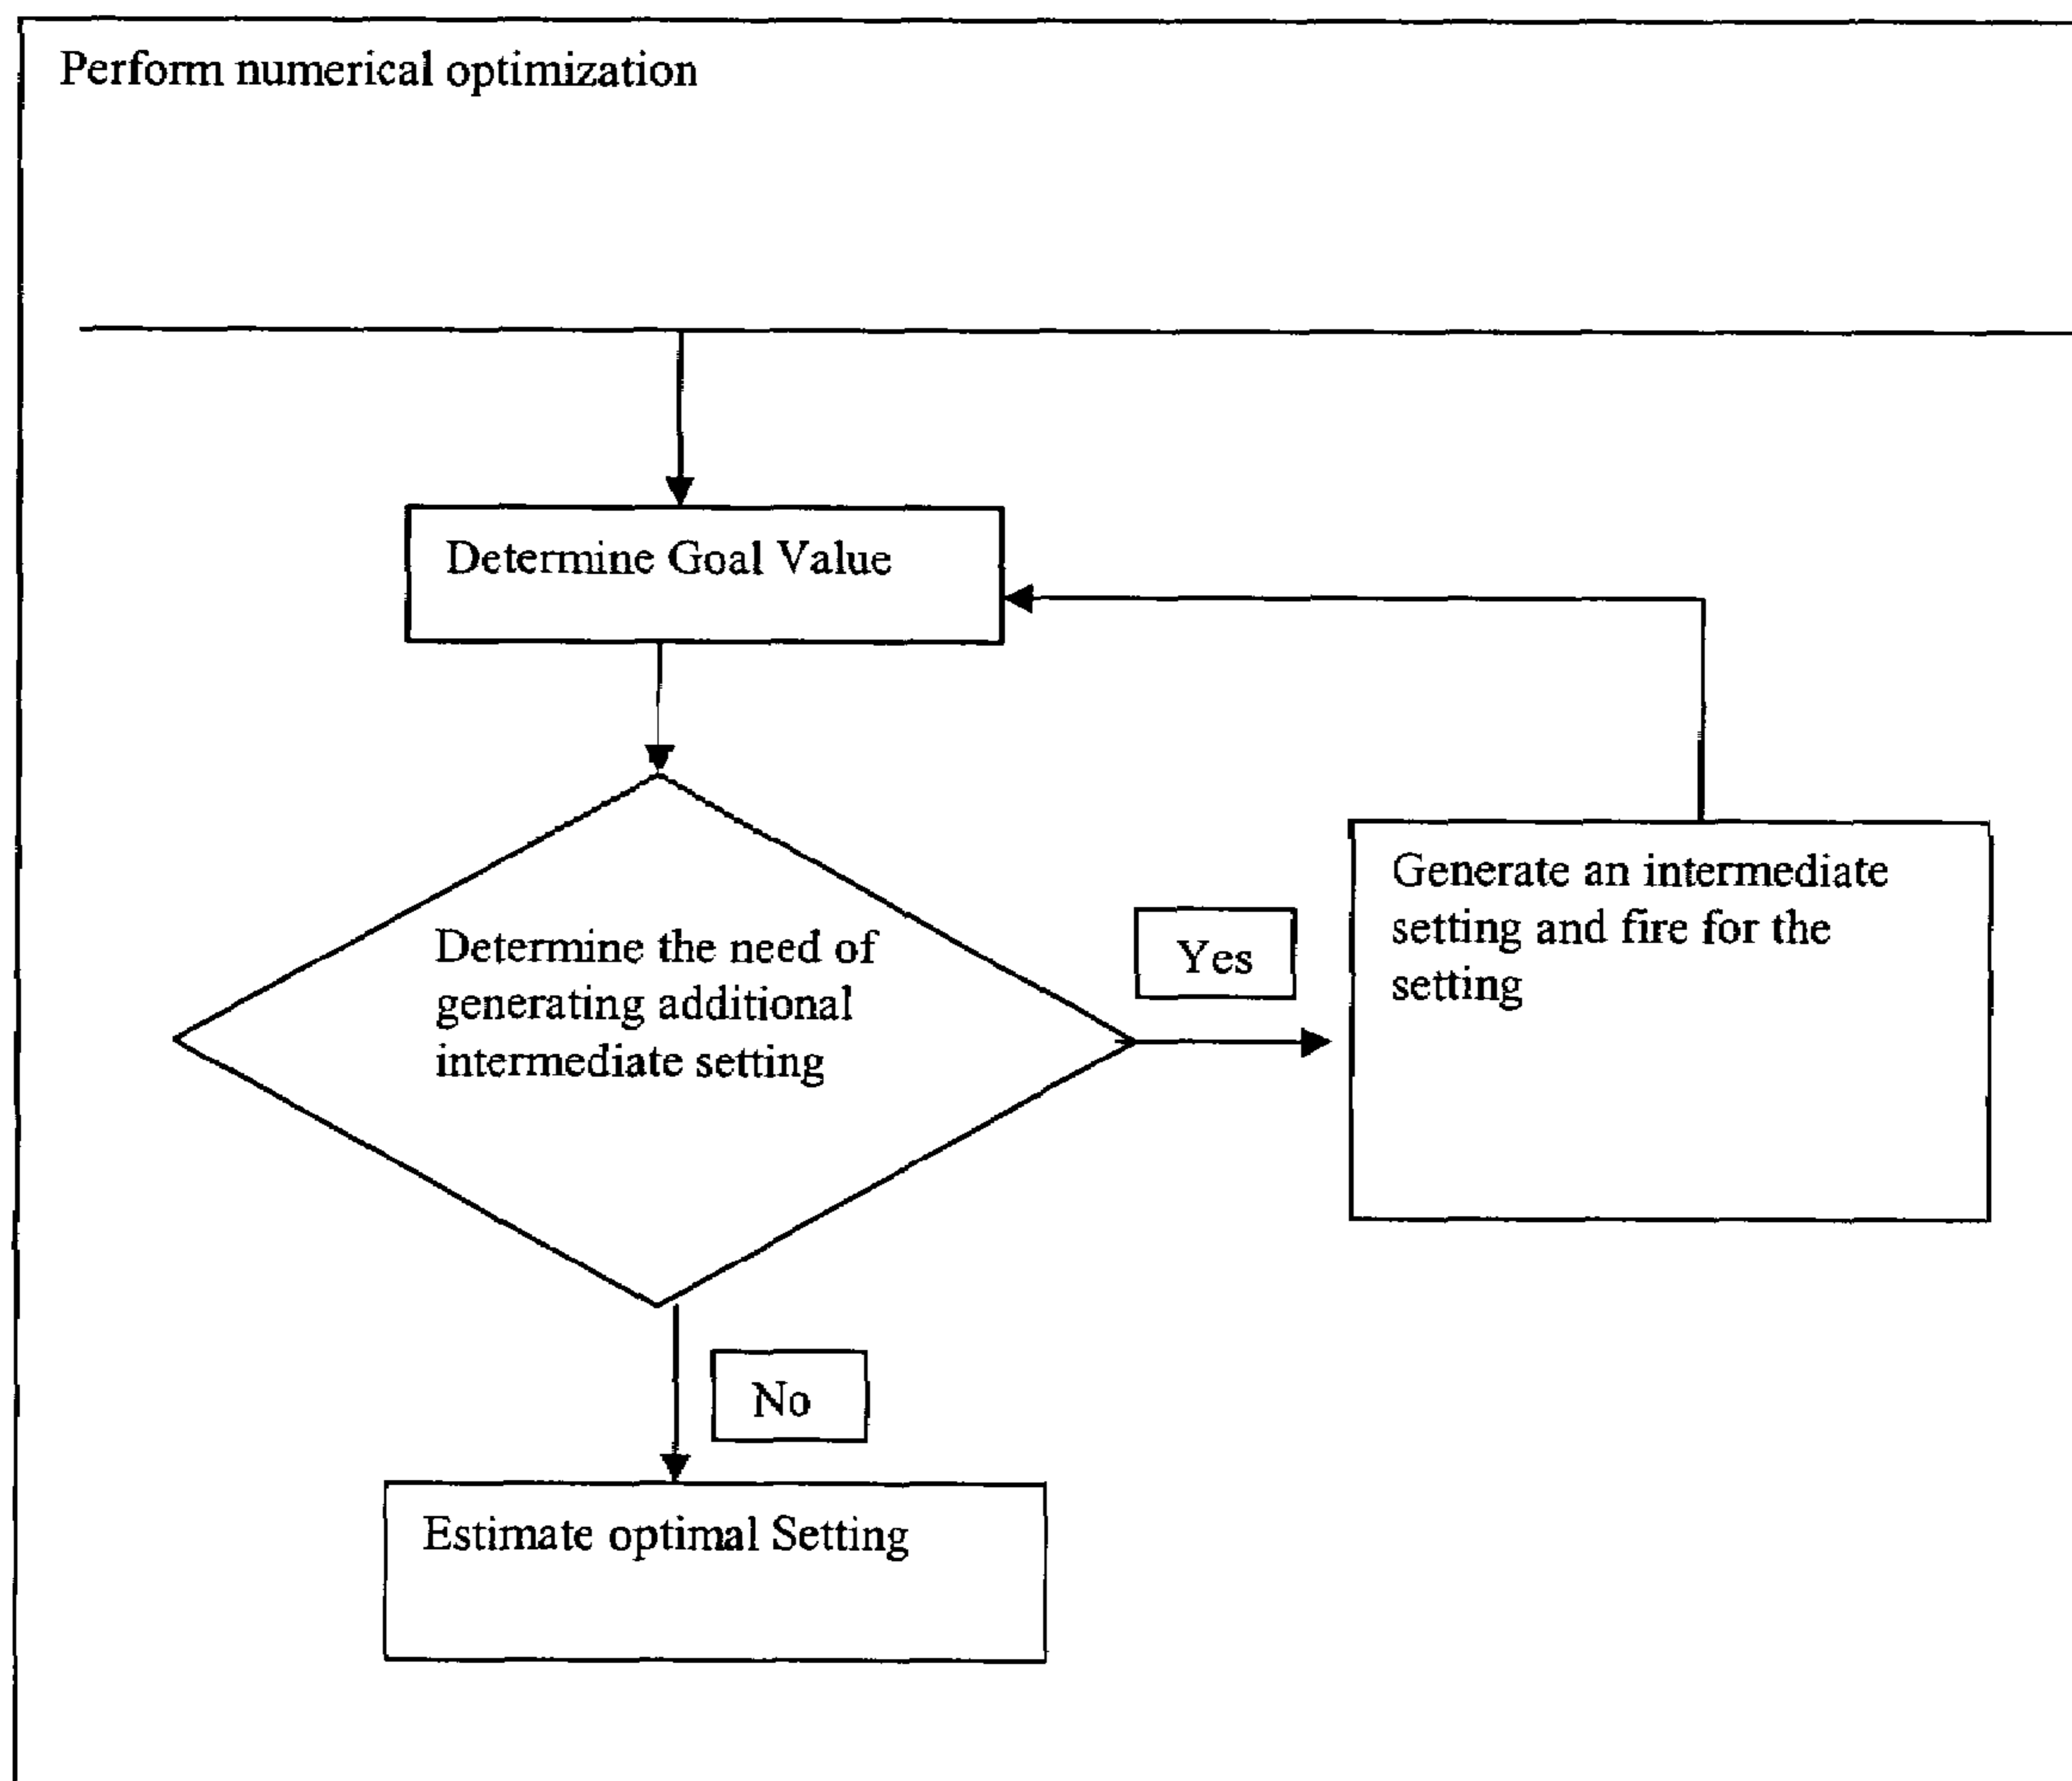 Perform numerical optimization
Determine Goal Value
Determine the need of
generating additional
intermediate setting
Yes
Generate an intermediate
setting and fire for the
setting
No
Estimate optimal Setting